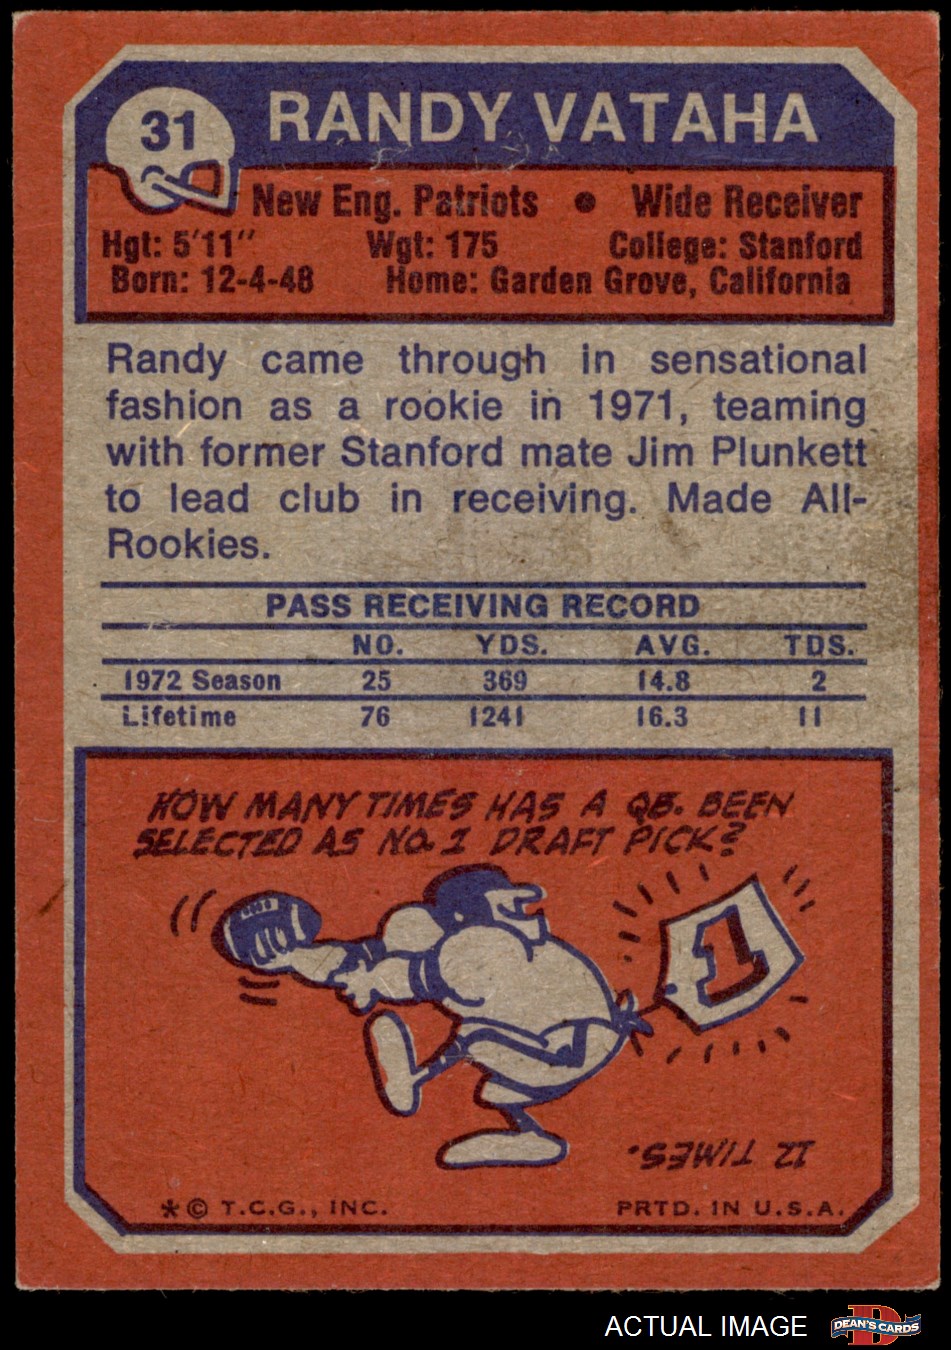 31
RANDY VATAHA
New Eng. Patriots • Wide Receiver
Hgt: 5'11" Wgt: 175 College: Stanford
Born: 12-4-48 Home: Garden Grove, California
Randy came through in sensational
fashion as a rookie in 1971, teaming
with former Stanford mate Jim Plunkett
to lead club in receiving. Made All-
Rookies.
PASS RECEIVING RECORD
NO. YDS. AVG. TDS.
1972 Season 25 369 14.8 2
Lifetime 76 1241 16.3 11
HOW MANY TIMES HAS A QB. BEEN
SELECTED AS NO. 1 DRAFT PICK?
1
12 TIMES.
*© T.C.G., INC. PRTD. IN U.S.A.
ACTUAL IMAGE
D
DEAN'S CARDS